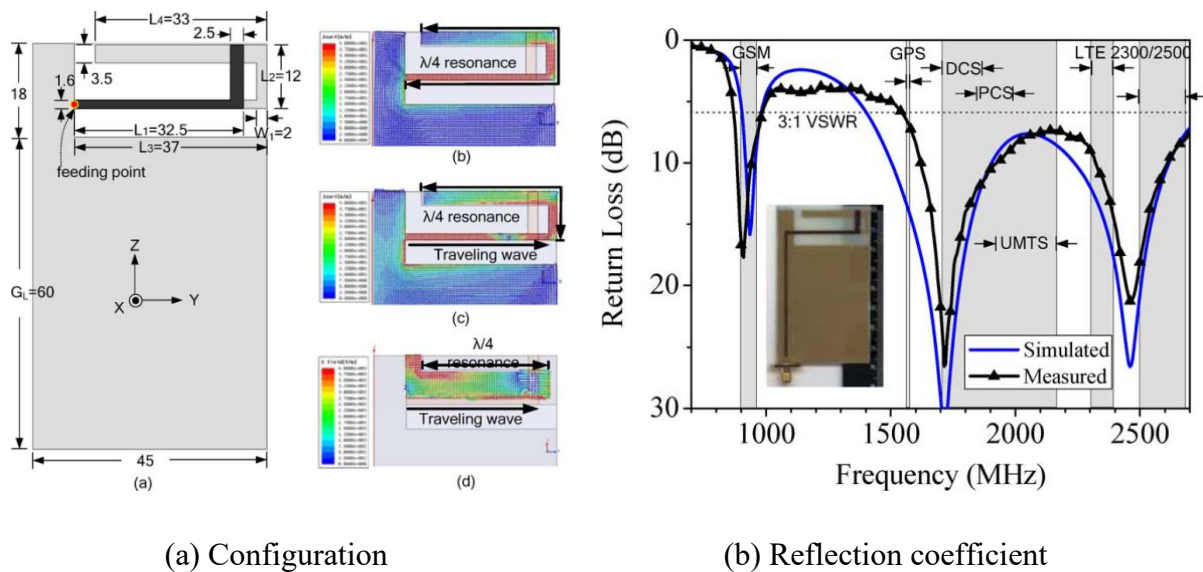 L4=33
2.5
1.6
3.5
L2=12
18
L1=32.5
W1=2
L3=37
feeding point
Z
X
Y
GL=60
45
(a)
λ/4 resonance
(b)
λ/4 resonance
Traveling wave
(c)
λ/4
resonance
Traveling wave
(d)
0
10
20
30
Return Loss (dB)
GSM
GPS
LTE 2300/2500
DCS
PCS
3:1 VSWR
UMTS
Simulated
Measured
1000
1500
2000
2500
Frequency (MHz)
(a) Configuration
(b) Reflection coefficient